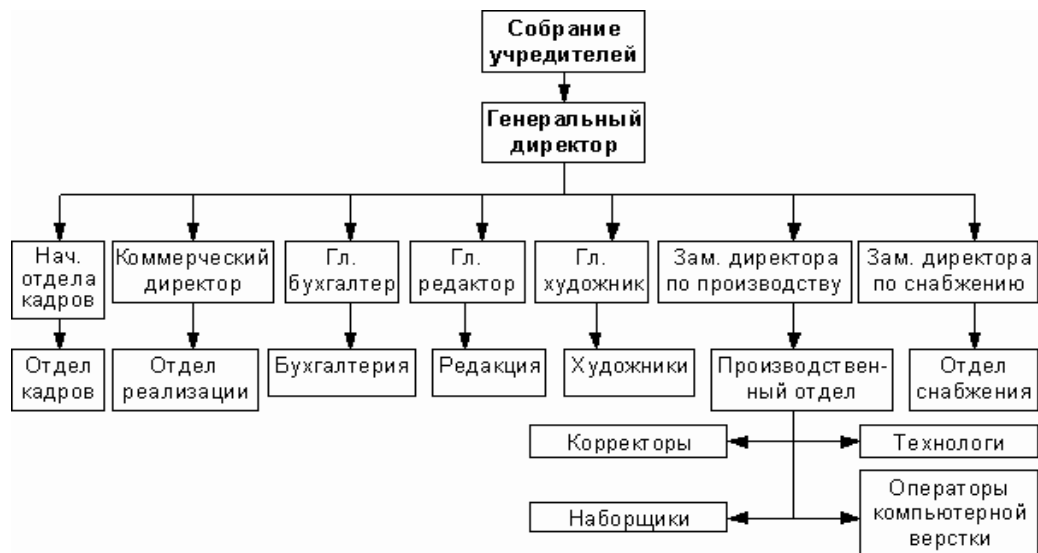 Собрание
учредителей
Генеральный
директор
Нач.
отдела
кадров
Коммерческий
директор
Гл.
бухгалтер
Гл.
редактор
Гл.
художник
Зам. директора
по производству
Зам. директора
по снабжению
Отдел
кадров
Отдел
реализации
Бухгалтерия
Редакция
Художники
Производствен-
ный отдел
Отдел
снабжения
Корректоры
Технологи
Наборщики
Операторы
компьютерной
верстки